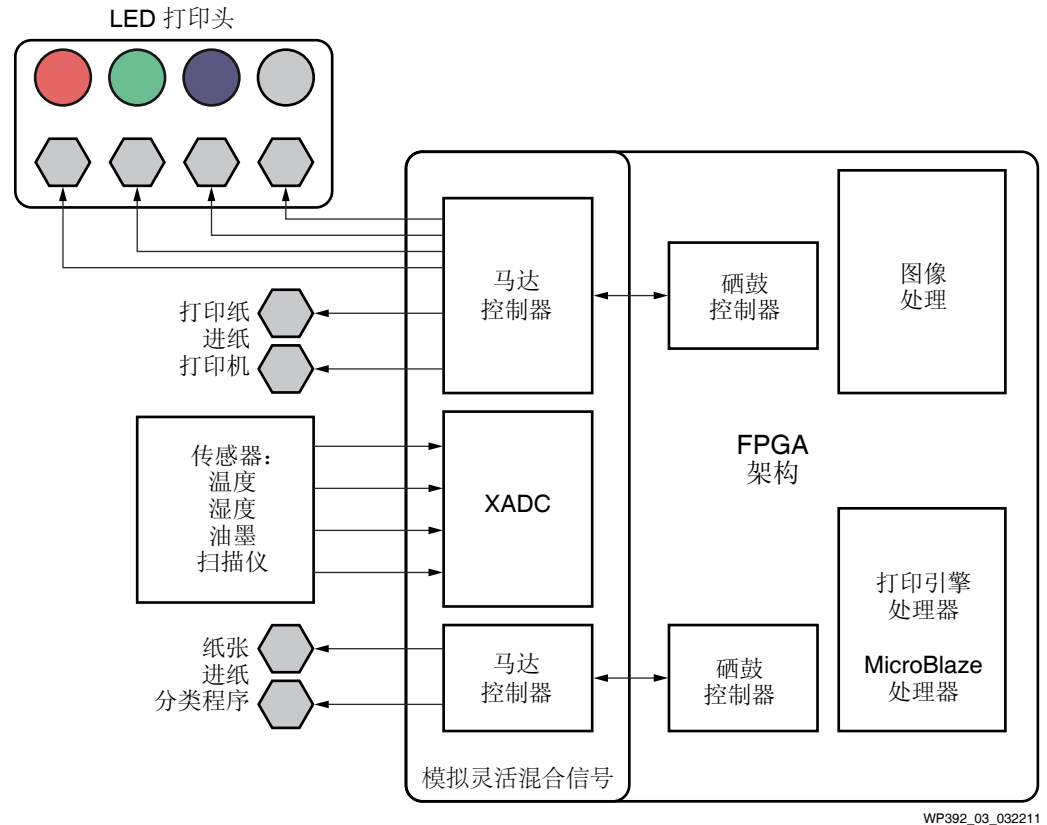 LED 打印头
马达
控制器
硒鼓
控制器
图像
处理
打印纸
进纸
打印机
传感器：
温度
湿度
油墨
扫描仪
XADC
FPGA
架构
纸张
进纸
分类程序
马达
控制器
硒鼓
控制器
打印引擎
处理器
MicroBlaze
处理器
模拟灵活混合信号
WP392_03_032211